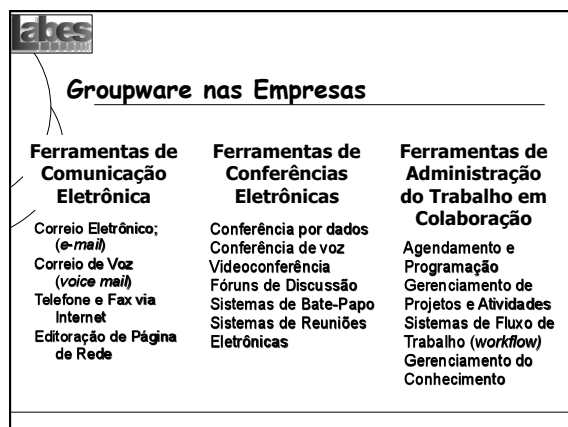 Labes
Groupware nas Empresas
Ferramentas de
Comunicação
Eletrônica
Correio Eletrônico;
(e-mail)
Correio de Voz
(voice mail)
Telefone e Fax via
Internet
Editoração de Página
de Rede
Ferramentas de
Conferências
Eletrônicas
Conferência por dados
Conferência de voz
Videoconferência
Fóruns de Discussão
Sistemas de Bate-Papo
Sistemas de Reuniões
Eletrônicas
Ferramentas de
Administração
do Trabalho em
Colaboração
Agendamento e
Programação
Gerenciamento de
Projetos e Atividades
Sistemas de Fluxo de
Trabalho (workflow)
Gerenciamento do
Conhecimento